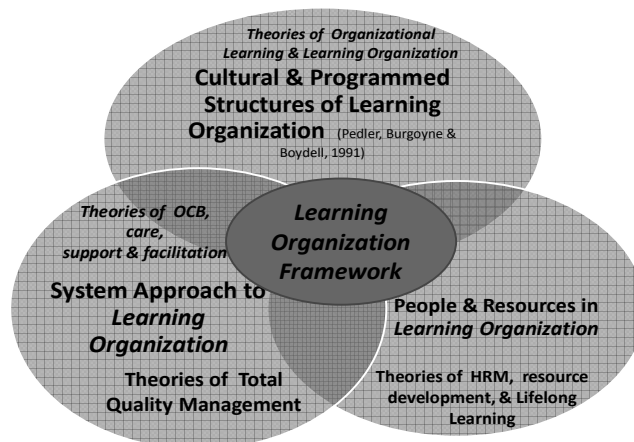 Theories of Organizational
Learning & Learning Organization
Cultural & Programmed
Structures of Learning
Organization (Pedler, Burgoyne &
Boydell, 1991)
Learning
Organization
Framework
Theories of OCB,
care,
support & facilitation
System Approach to
Learning
Organization
Theories of Total
Quality Management
People & Resources in
Learning Organization
Theories of HRM, resource
development, & Lifelong
Learning